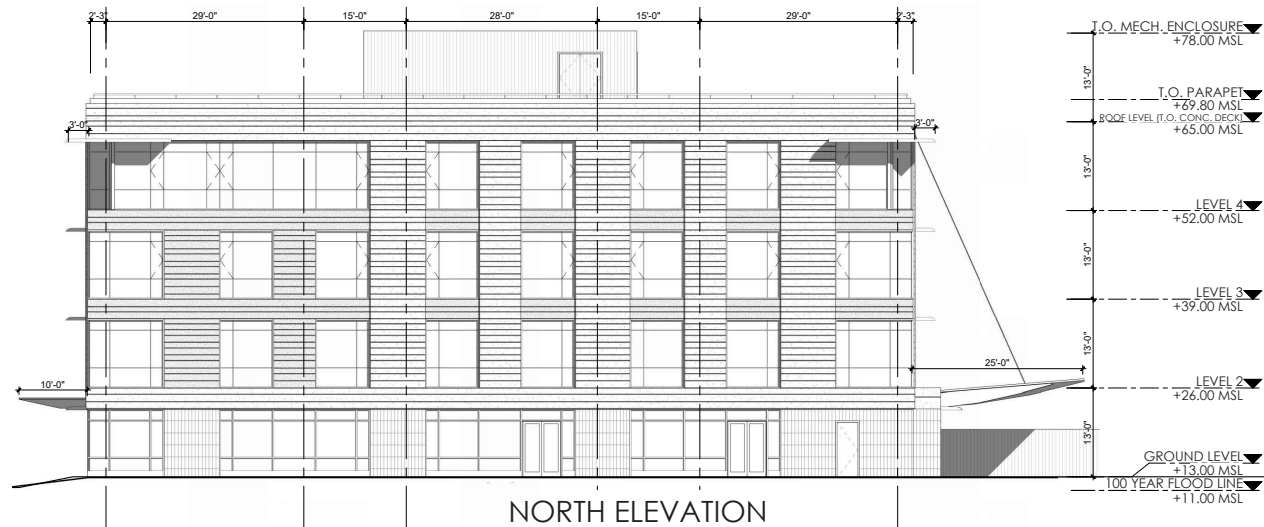 2'-3" 29'-0" 15'-0" 28'-0" 15'-0" 29'-0" 2'-3"
T.O. MECH. ENCLOSURE
+78.00 MSL
13'-0"
T.O. PARAPET
+69.80 MSL
ROOF LEVEL (T.O. CONC. DECK)
+65.00 MSL
3'-0" 3'-0"
13'-0"
LEVEL 4
+52.00 MSL
13'-0"
LEVEL 3
+39.00 MSL
13'-0"
25'-0"
10'-0"
LEVEL 2
+26.00 MSL
13'-0"
GROUND LEVEL
+13.00 MSL
100 YEAR FLOOD LINE
+11.00 MSL
NORTH ELEVATION